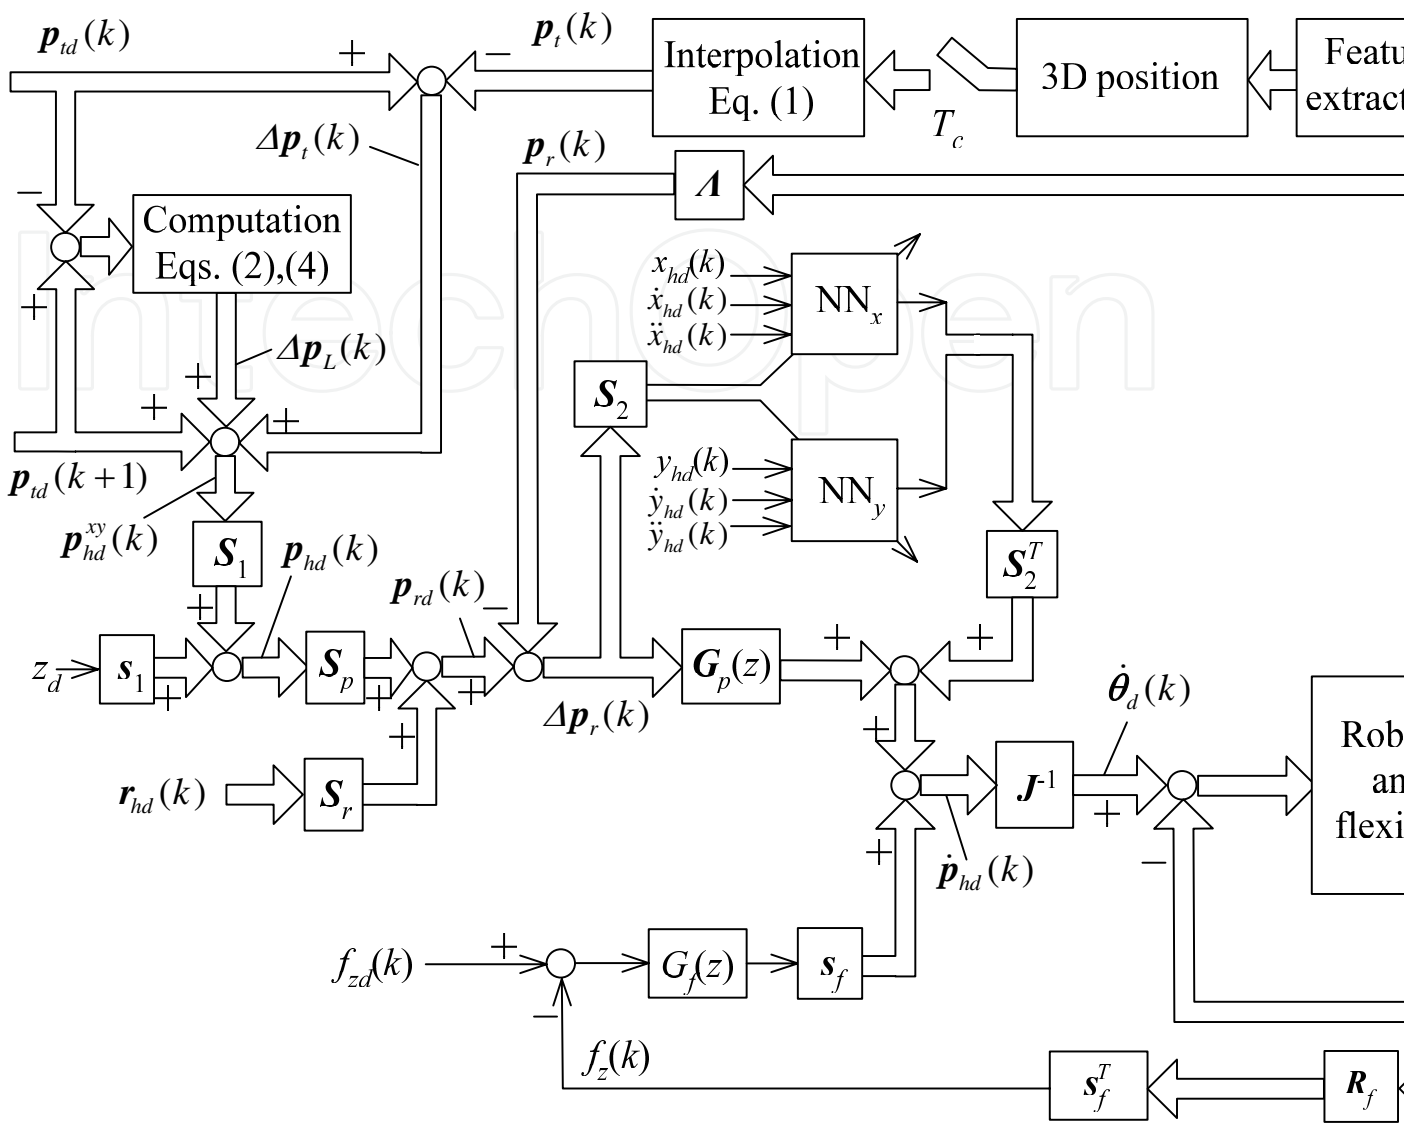 p_td(k)
+
−
p_t(k)
Interpolation
Eq. (1)
T_c
3D position
Featu
extract
Δp_t(k)
p_r(k)
Λ
−
Computation
Eqs. (2),(4)
+
Δp_L(k)
x_hd(k)
ẋ_hd(k)
ẍ_hd(k)
NN_x
+
+
+
S_2
p_td(k+1)
y_hd(k)
ẏ_hd(k)
ÿ_hd(k)
NN_y
p_hd^xy(k)
S_1
p_hd(k)
S_2^T
p_rd(k)
−
+
z_d
s_1
+
S_p
+
+
Δp_r(k)
G_p(z)
+
+
θ̇_d(k)
r_hd(k)
S_r
+
+
J^-1
+
−
Rob
an
flexi
+
ṗ_hd(k)
f_zd(k)
+
−
G_f(z)
s_f
f_z(k)
s_f^T
R_f
IntechOpen